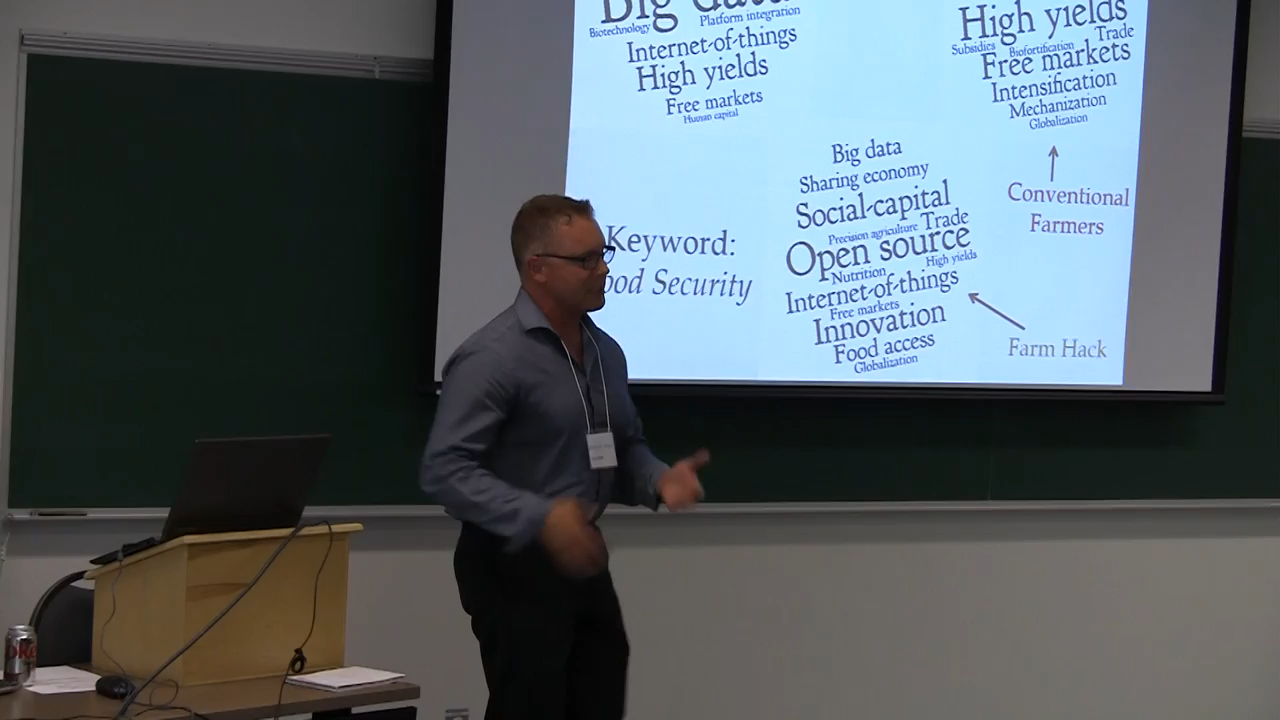 Big data
Biotechnology Platform integration
Internet-of-things
High yields
Free markets
Human capital
High yields
Subsidies Biofortification Trade
Free markets
Intensification
Mechanization
Globalization
Conventional
Farmers
Keyword:
ood Security
Big data
Sharing economy
Social-capital
Precision agriculture Trade
Open source
Nutrition High yields
Internet-of-things
Free markets
Innovation
Food access
Globalization
Farm Hack